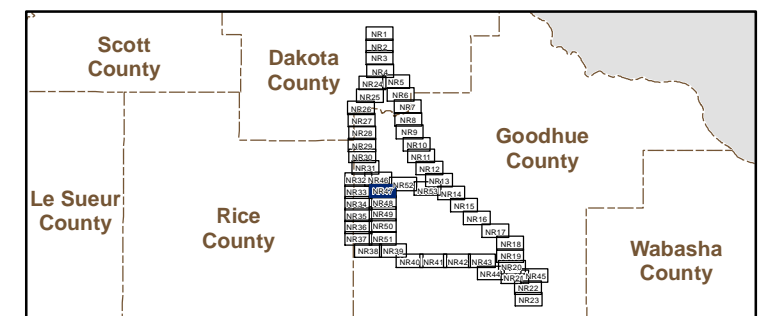 Scott
County
Dakota
County
Goodhue
County
Le Sueur
County
Rice
County
Wabasha
County
NR1
NR2
NR3
NR4
NR24 NR5
NR25 NR6
NR26 NR7
NR27 NR8
NR28 NR9
NR29 NR10
NR30 NR11
NR31 NR12
NR32 NR46 NR52 NR13
NR33 NR47 NR53 NR14
NR34 NR48 NR15
NR35 NR49 NR16
NR36 NR50 NR17
NR37 NR51 NR18
NR38 NR39 NR19
NR40 NR41 NR42 NR43 NR20
NR44 NR21 NR45
NR22
NR23